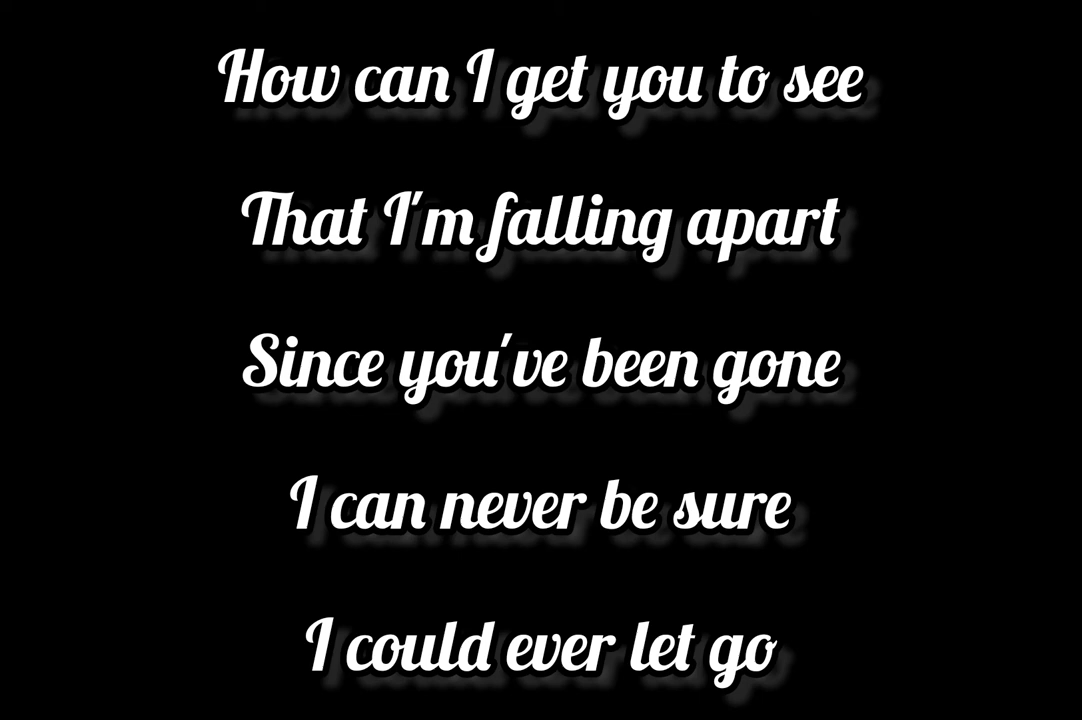 How can I get you to see
That I'm falling apart
Since you've been gone
I can never be sure
I could ever let go